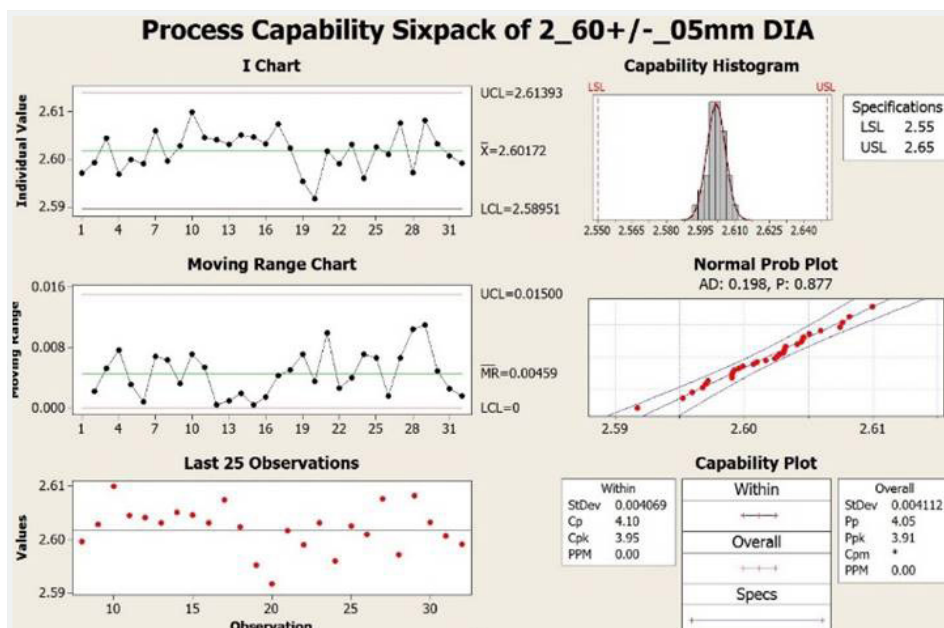 Process Capability Sixpack of 2_60+/-_05mm DIA
I Chart
Individual Value
2.61
2.60
2.59
1 4 7 10 13 16 19 22 25 28 31
UCL=2.61393
X=2.60172
LCL=2.58951
Capability Histogram
LSL USL
2.550 2.565 2.580 2.595 2.610 2.625 2.640
Specifications
LSL 2.55
USL 2.65
Moving Range Chart
Moving Range
0.016
0.008
0.000
1 4 7 10 13 16 19 22 25 28 31
UCL=0.01500
MR=0.00459
LCL=0
Normal Prob Plot
AD: 0.198, P: 0.877
2.59 2.60 2.61
Last 25 Observations
Values
2.61
2.60
2.59
10 15 20 25 30
Observation
Capability Plot
Within
StDev 0.004069
Cp 4.10
Cpk 3.95
PPM 0.00
Within
Overall
Specs
Overall
StDev 0.004112
Pp 4.05
Ppk 3.91
Cpm *
PPM 0.00